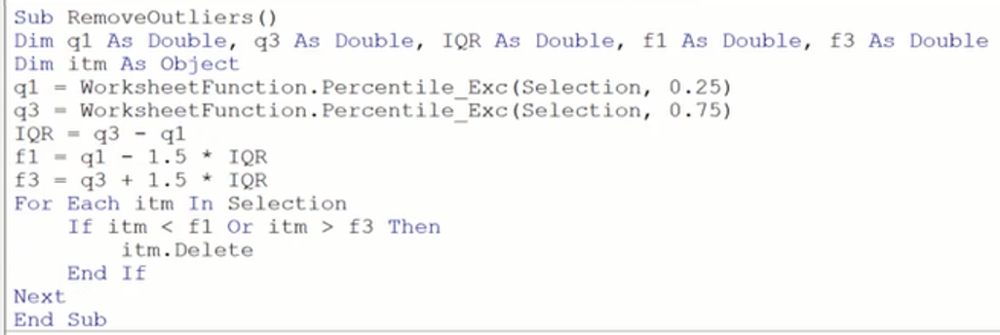 Sub RemoveOutliers()
Dim q1 As Double, q3 As Double, IQR As Double, f1 As Double, f3 As Double
Dim itm As Object
q1 = WorksheetFunction.Percentile_Exc(Selection, 0.25)
q3 = WorksheetFunction.Percentile_Exc(Selection, 0.75)
IQR = q3 - q1
f1 = q1 - 1.5 * IQR
f3 = q3 + 1.5 * IQR
For Each itm In Selection
    If itm < f1 Or itm > f3 Then
        itm.Delete
    End If
Next
End Sub